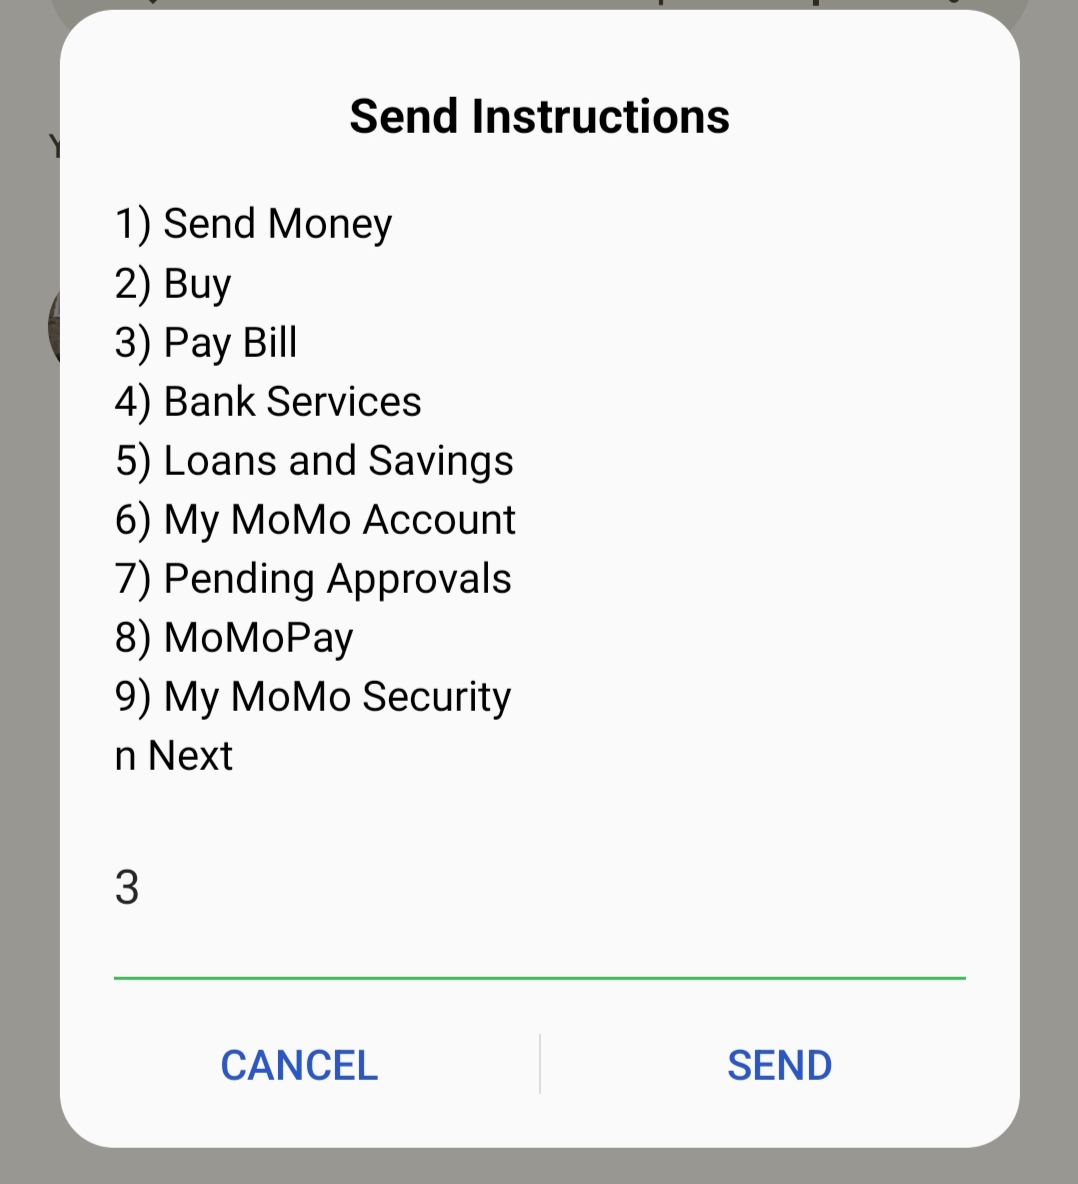 Send Instructions
1) Send Money
2) Buy
3) Pay Bill
4) Bank Services
5) Loans and Savings
6) My MoMo Account
7) Pending Approvals
8) MoMoPay
9) My MoMo Security
n Next
3
CANCEL
SEND